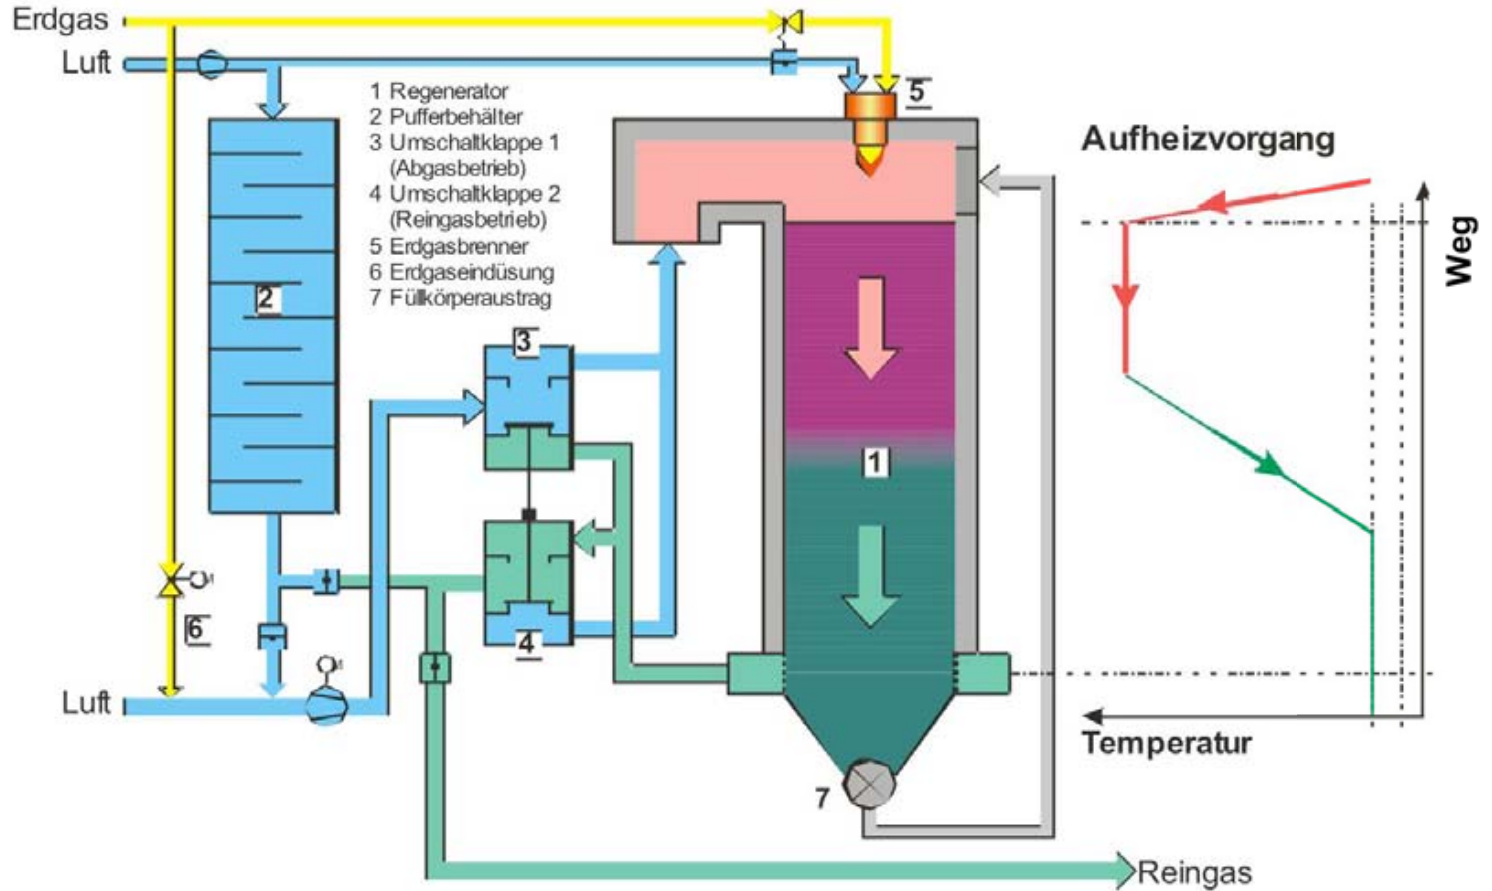 Erdgas
Luft
1 Regenerator
2 Pufferbehälter
3 Umschaltklappe 1
(Abgasbetrieb)
4 Umschaltklappe 2
(Reingasbetrieb)
5 Erdgasbrenner
6 Erdgaseindüsung
7 Füllkörperaustrag
5
Aufheizvorgang
Weg
2
3
1
6
4
M
M
Luft
Temperatur
7
Reingas